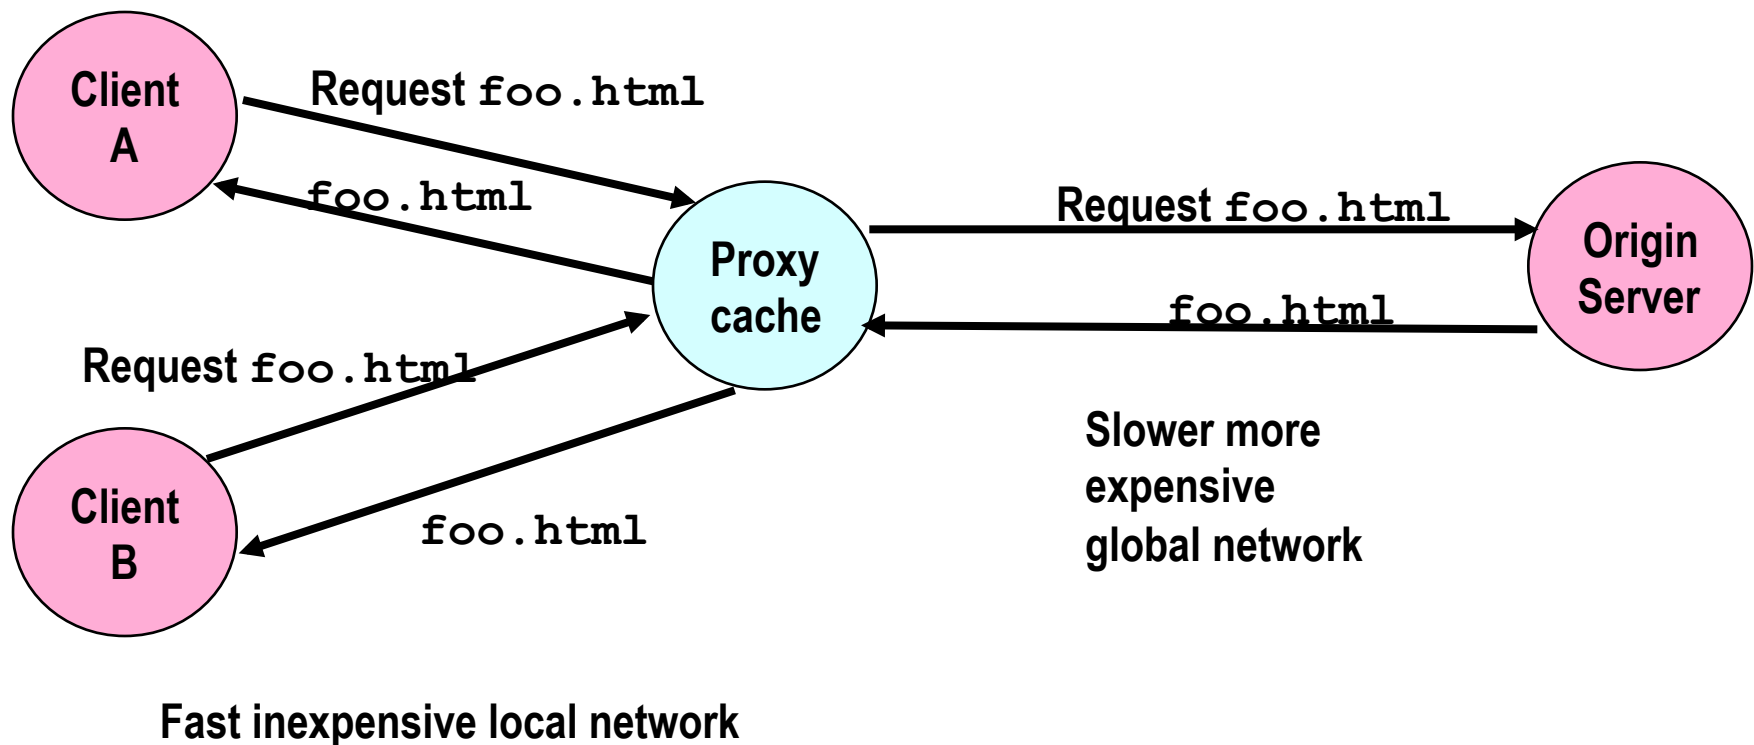 Client
A
Request foo.html
foo.html
Proxy
cache
Request foo.html
foo.html
Origin
Server
Request foo.html
Client
B
foo.html
Slower more
expensive
global network
Fast inexpensive local network